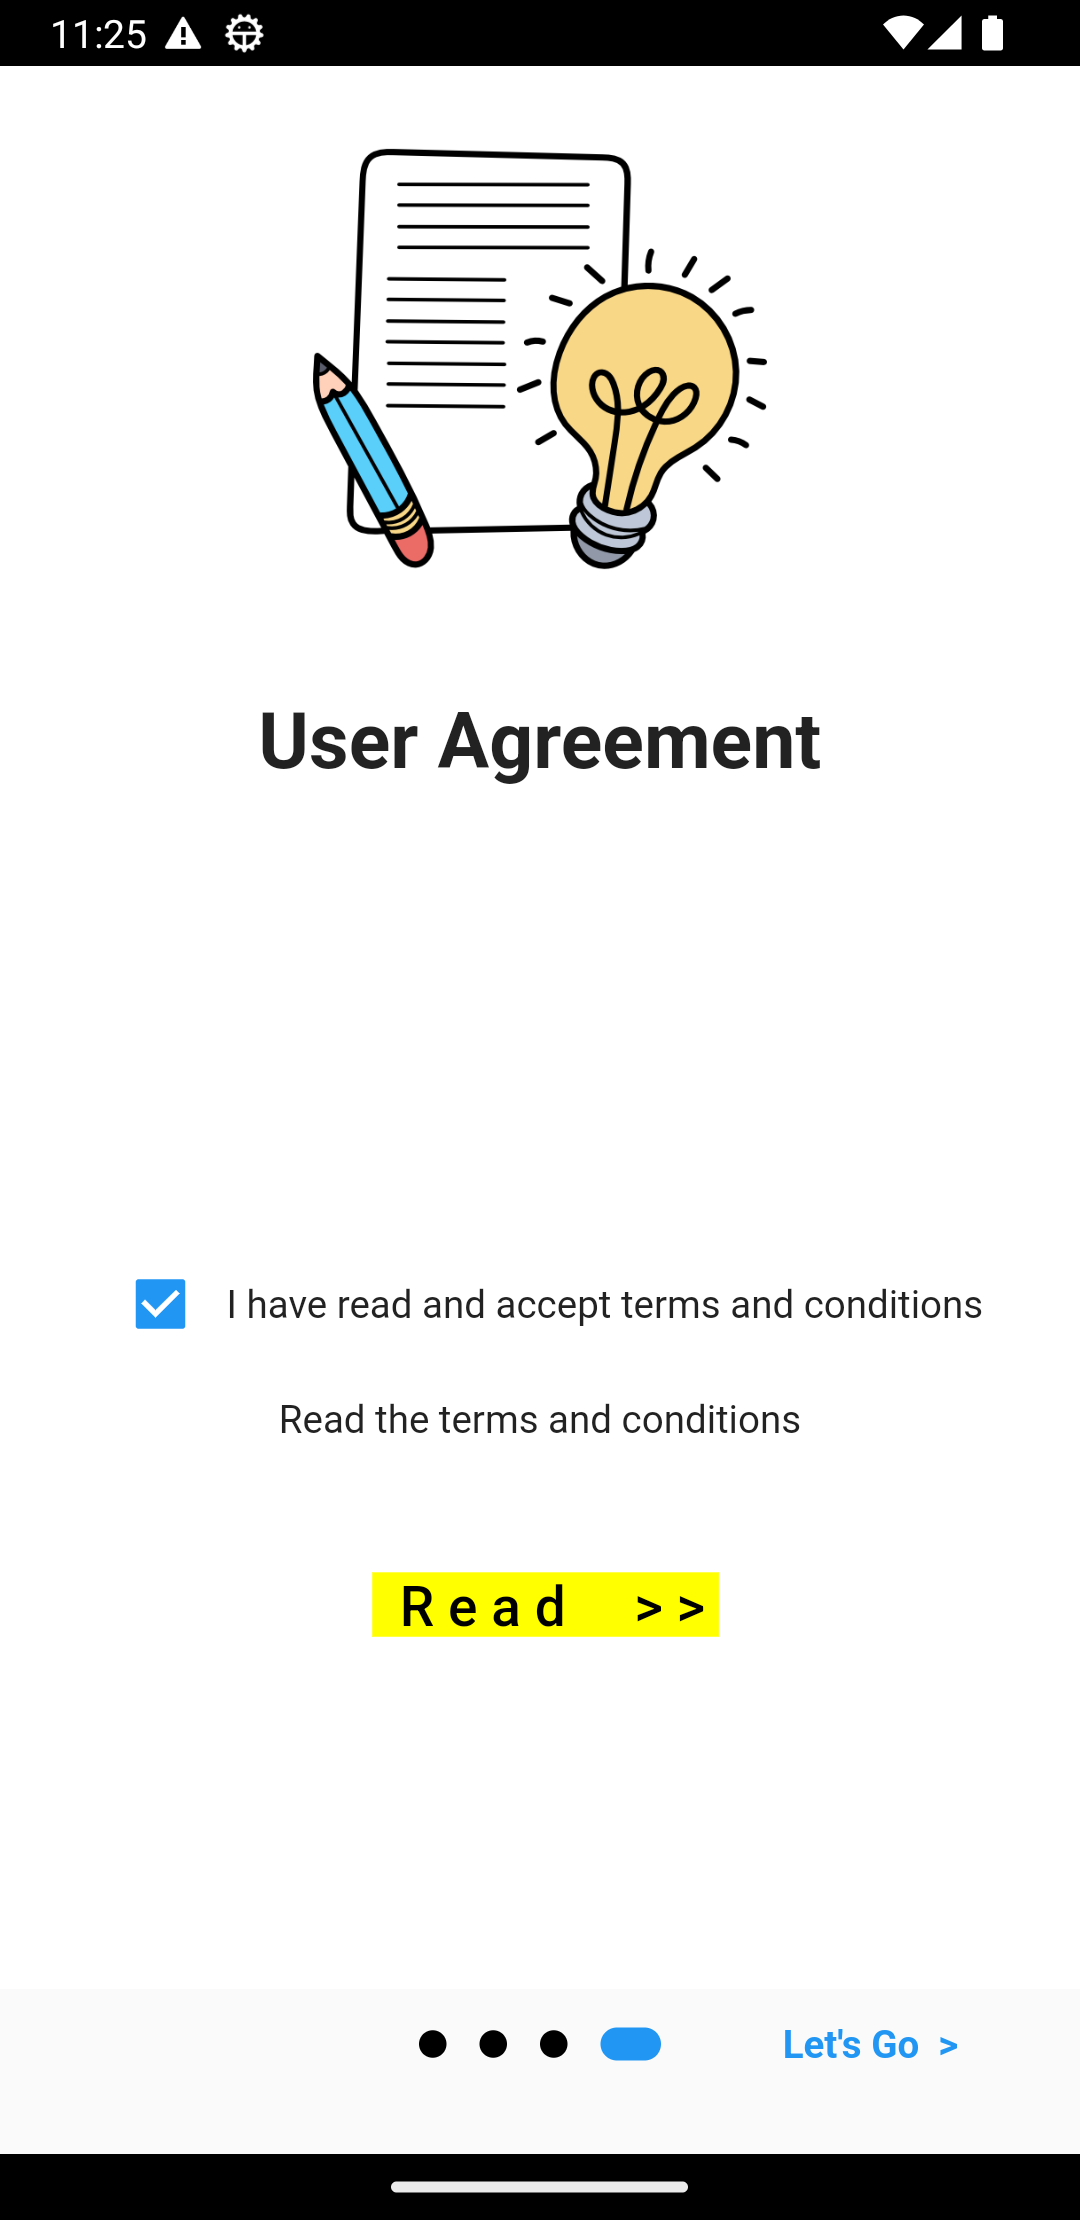 11:25
User Agreement
I have read and accept terms and conditions
Read the terms and conditions
Read >>
Let's Go >